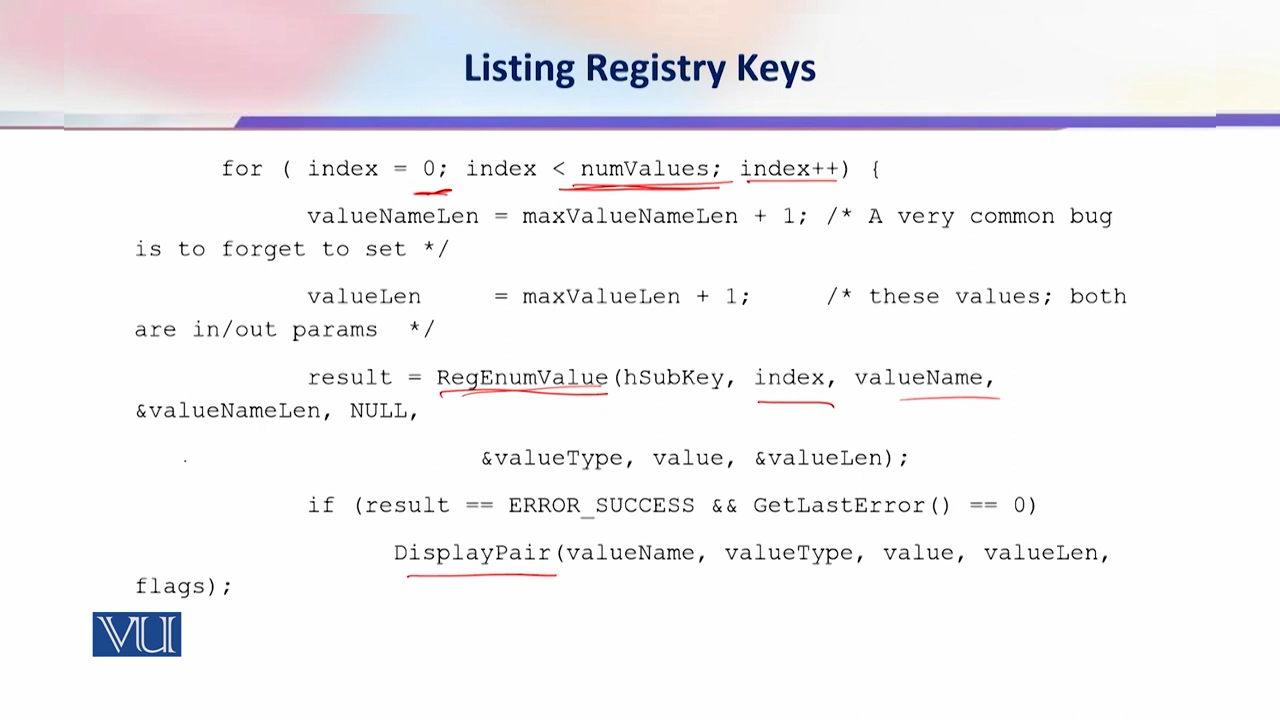 Listing Registry Keys
for ( index = 0; index < numValues; index++) {
valueNameLen = maxValueNameLen + 1; /* A very common bug
is to forget to set */
valueLen = maxValueLen + 1; /* these values; both
are in/out params */
result = RegEnumValue(hSubKey, index, valueName,
&valueNameLen, NULL,
&valueType, value, &valueLen);
if (result == ERROR_SUCCESS && GetLastError() == 0)
DisplayPair(valueName, valueType, value, valueLen,
flags);
VU